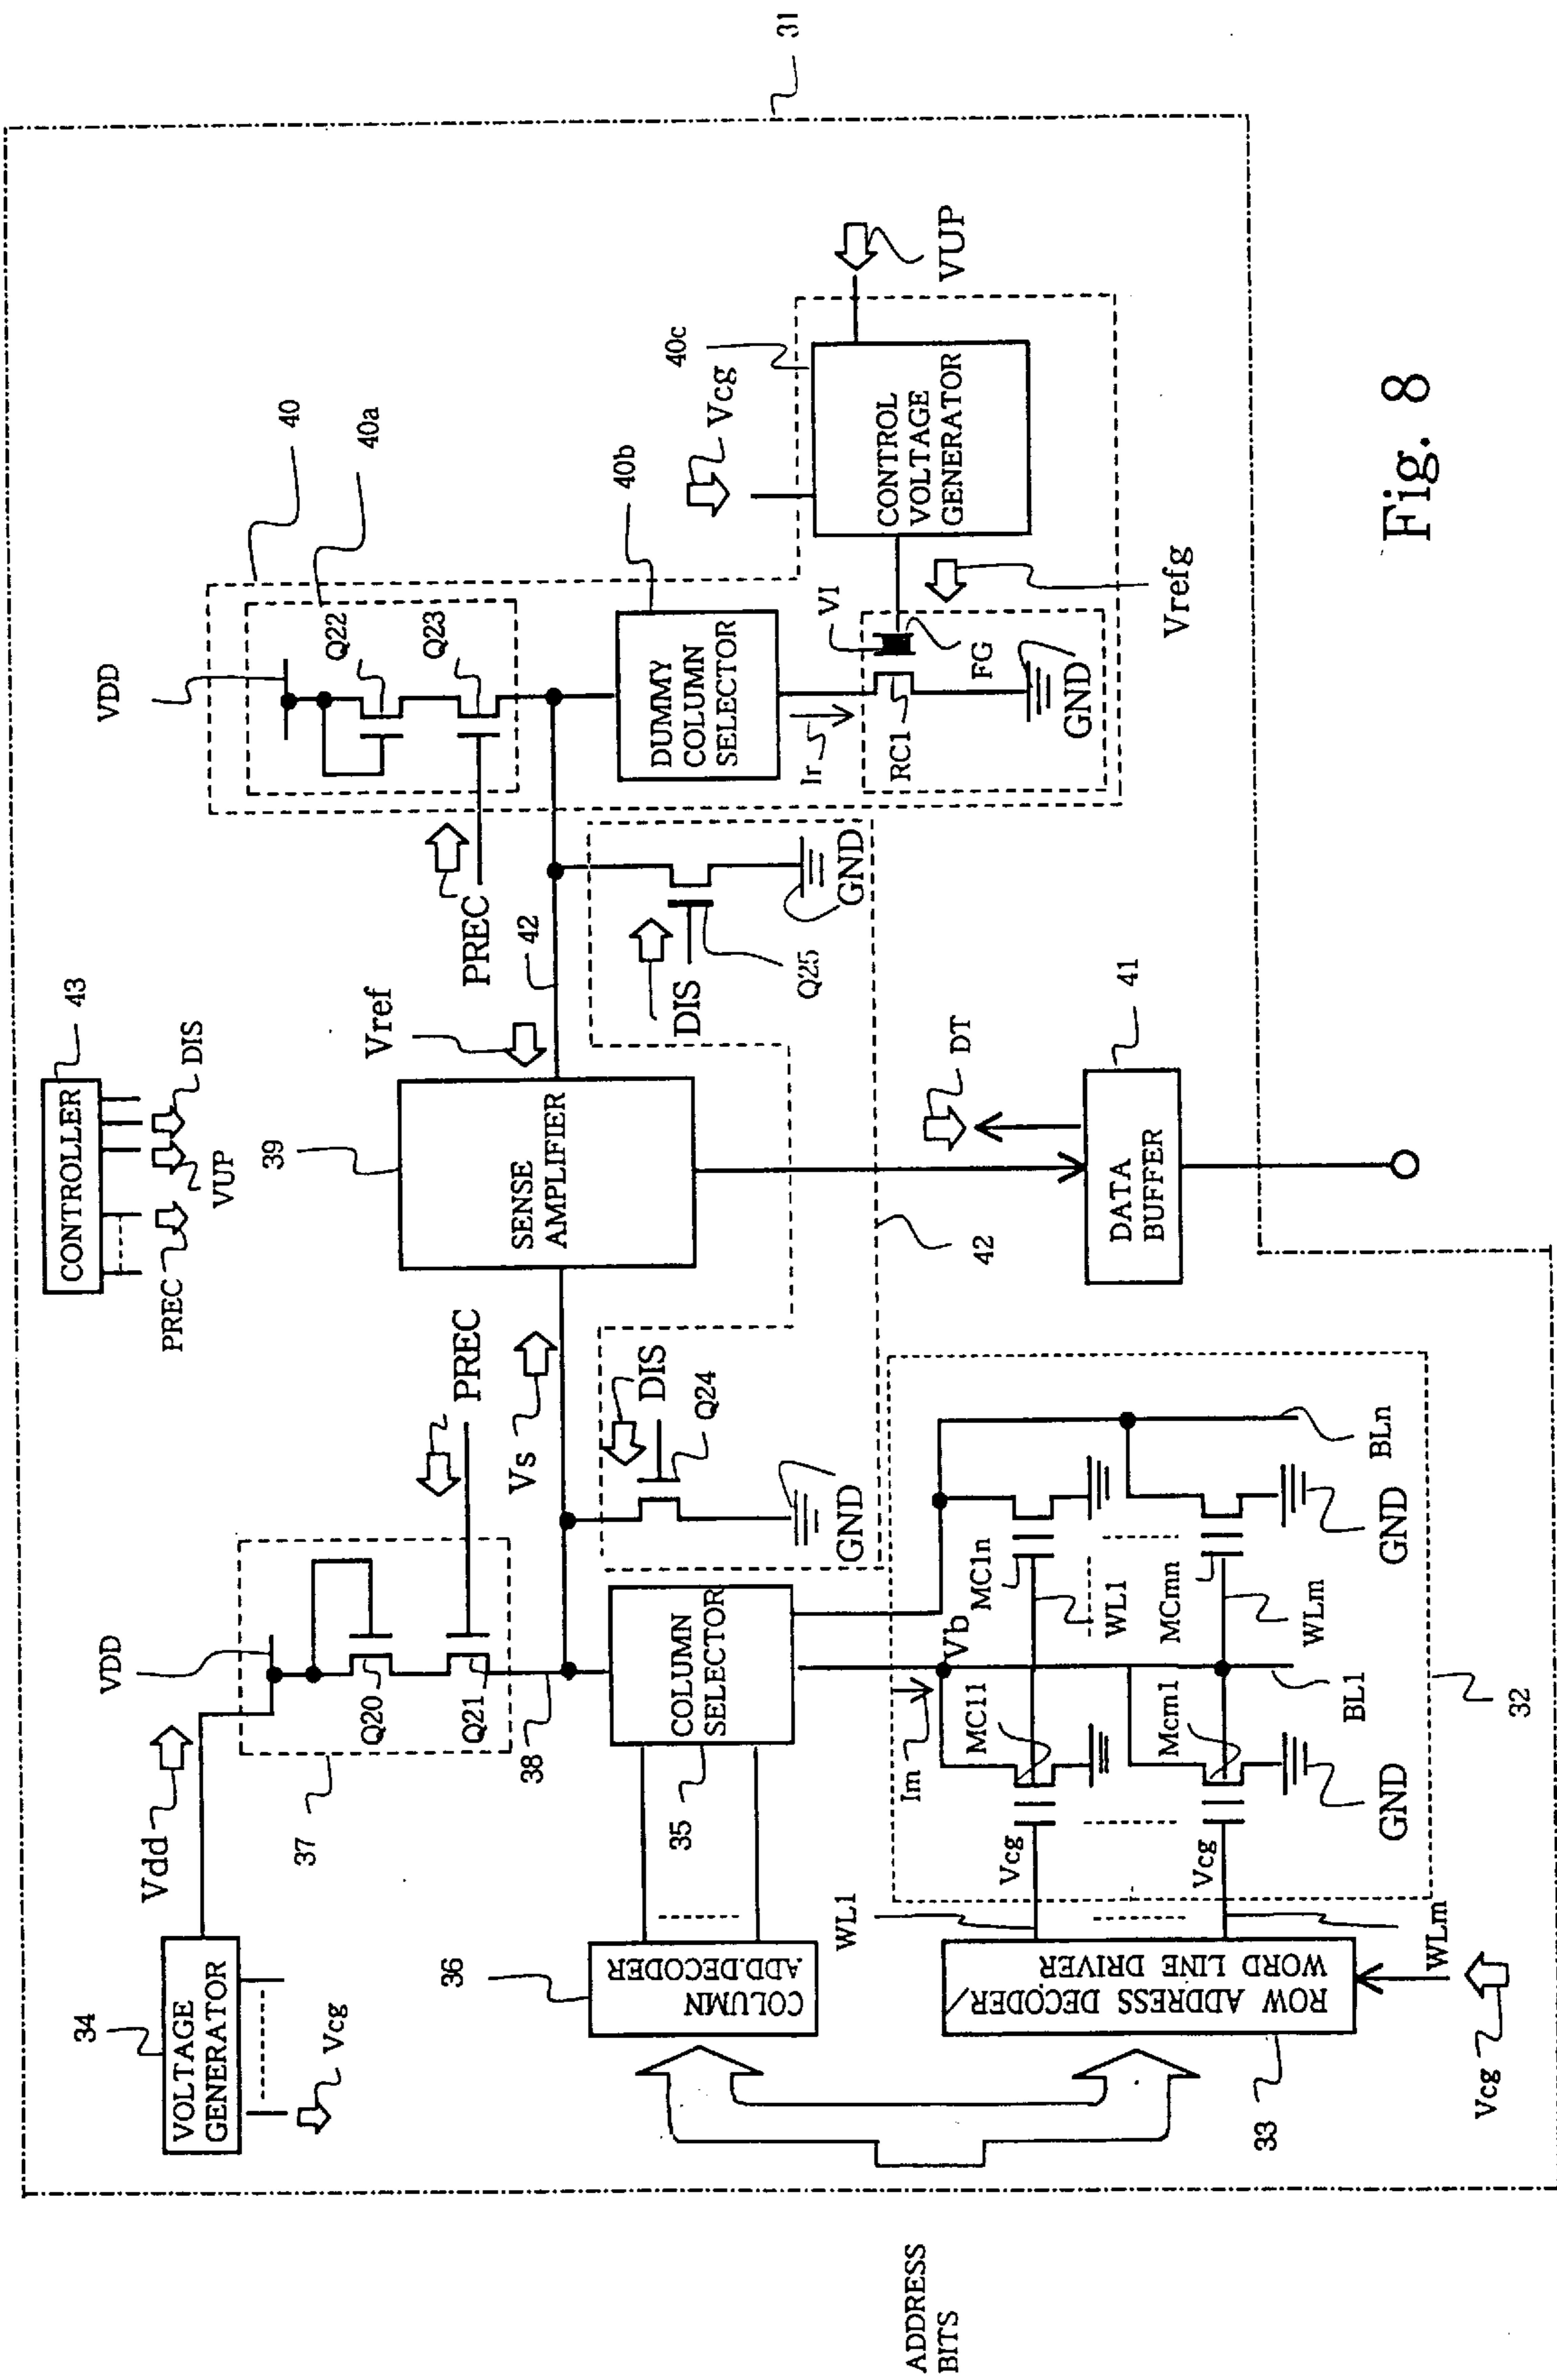 31
VOLTAGE
GENERATOR
34
Vdd
Vcg
VDD
37
Q20
Q21
38
PREC
CONTROLLER
43
PREC
VUP
DIS
39
SENSE
AMPLIFIER
Vs
Vref
42
PREC
VDD
40
40a
Q22
Q23
40b
DUMMY
COLUMN
SELECTOR
Ir
RC1
VI
FG
GND
Vrefg
40c
Vcg
CONTROL
VOLTAGE
GENERATOR
VUP
36
COLUMN
ADD.DECODER
35
COLUMN
SELECTOR
DIS
Q24
GND
DIS
Q25
GND
42
DT
41
DATA
BUFFER
ADDRESS
BITS
33
ROW ADDRESS DECODER/
WORD LINE DRIVER
WL1
WLm
Vcg
Vcg
Vcg
Im
Vb
MC11
Mcm1
MC1n
MCmn
WL1
WLm
GND
GND
BL1
BLn
32
Fig. 8